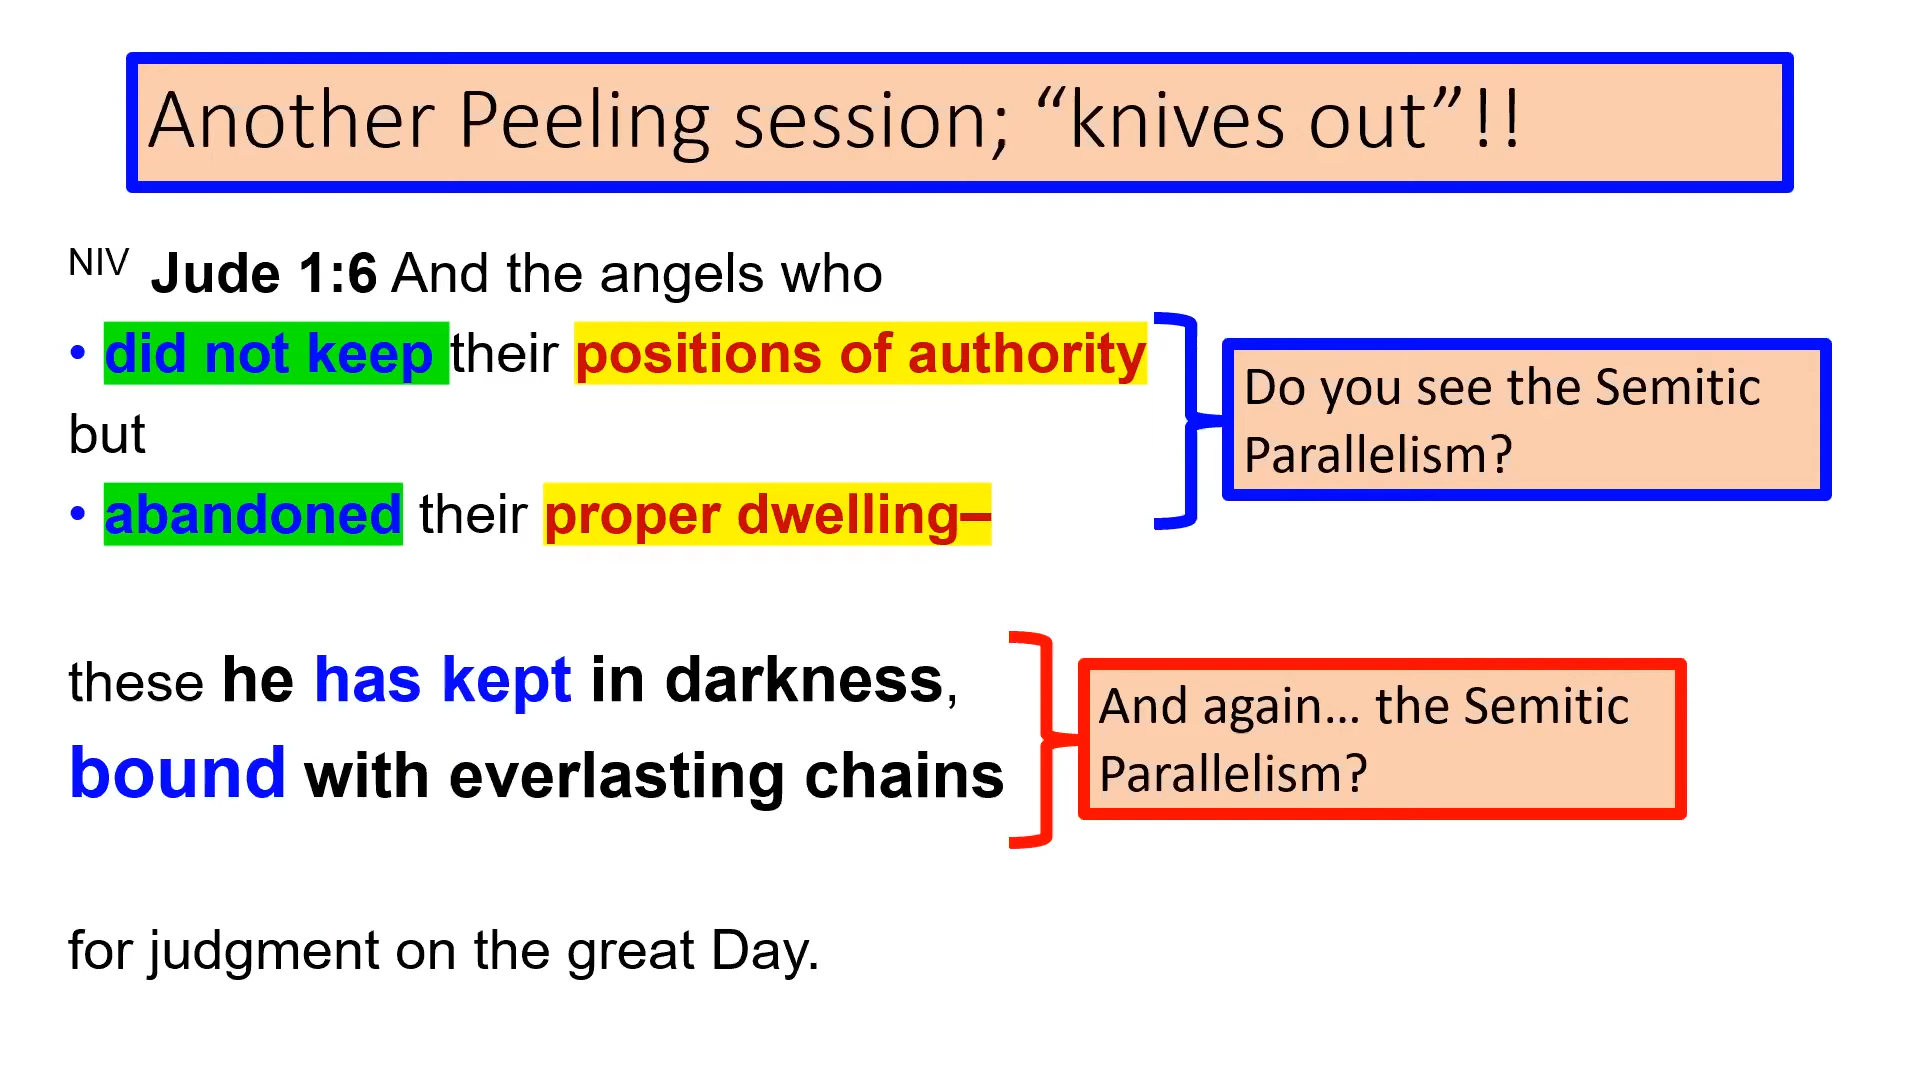 Another Peeling session; “knives out”!!
NIV Jude 1:6 And the angels who
• did not keep their positions of authority
but
• abandoned their proper dwelling–
Do you see the Semitic
Parallelism?
these he has kept in darkness,
bound with everlasting chains
And again… the Semitic
Parallelism?
for judgment on the great Day.